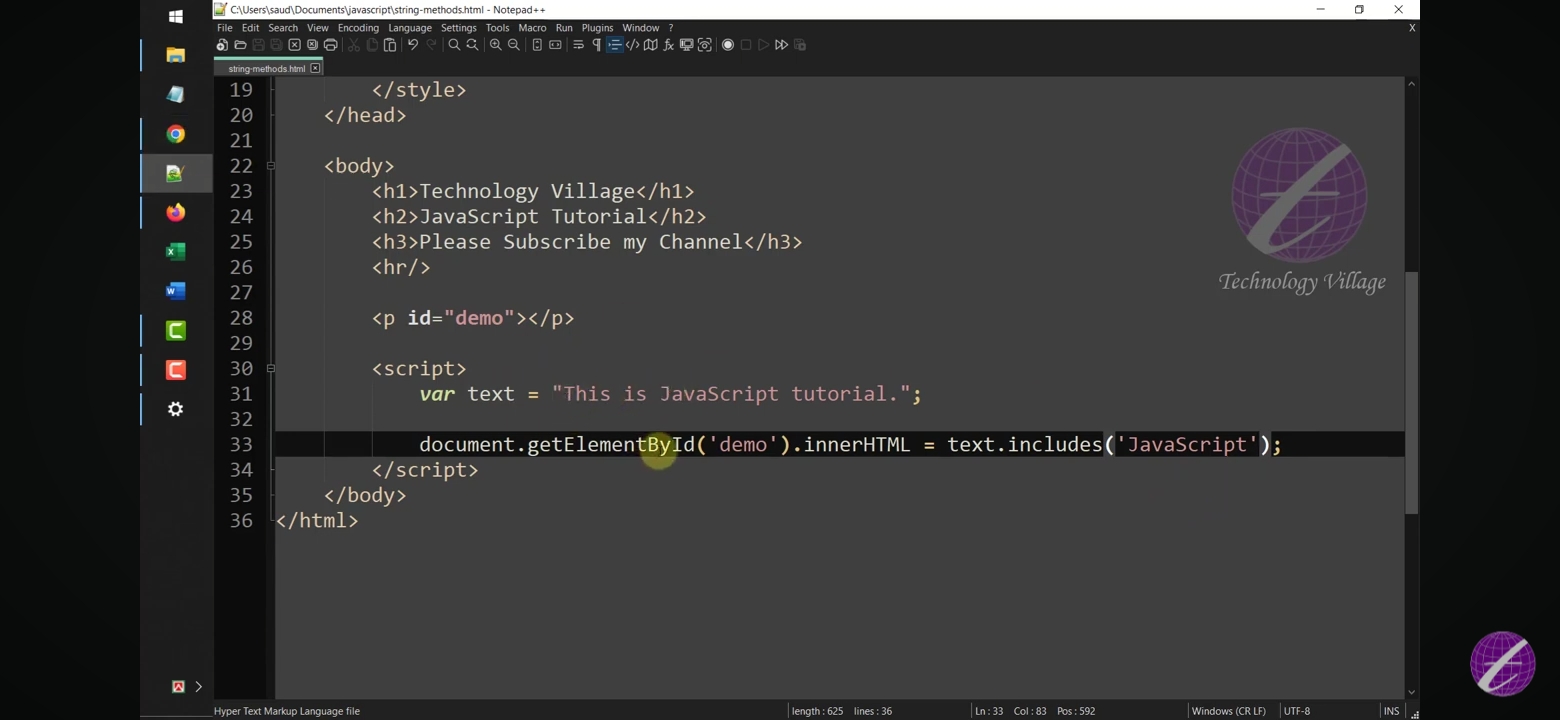 C:\Users\saud\Documents\javascript\string-methods.html - Notepad++
File Edit Search View Encoding Language Settings Tools Macro Run Plugins Window ? X
string-methods.html
19 </style>
20 </head>
21
22 <body>
23 <h1>Technology Village</h1>
24 <h2>JavaScript Tutorial</h2>
25 <h3>Please Subscribe my Channel</h3>
26 <hr/>
27
28 <p id="demo"></p>
29
30 <script>
31 var text = "This is JavaScript tutorial.";
32
33 document.getElementById('demo').innerHTML = text.includes('JavaScript');
34 </script>
35 </body>
36 </html>
Technology Village
Hyper Text Markup Language file length : 625 lines : 36 Ln : 33 Col : 83 Pos : 592 Windows (CR LF) UTF-8 INS